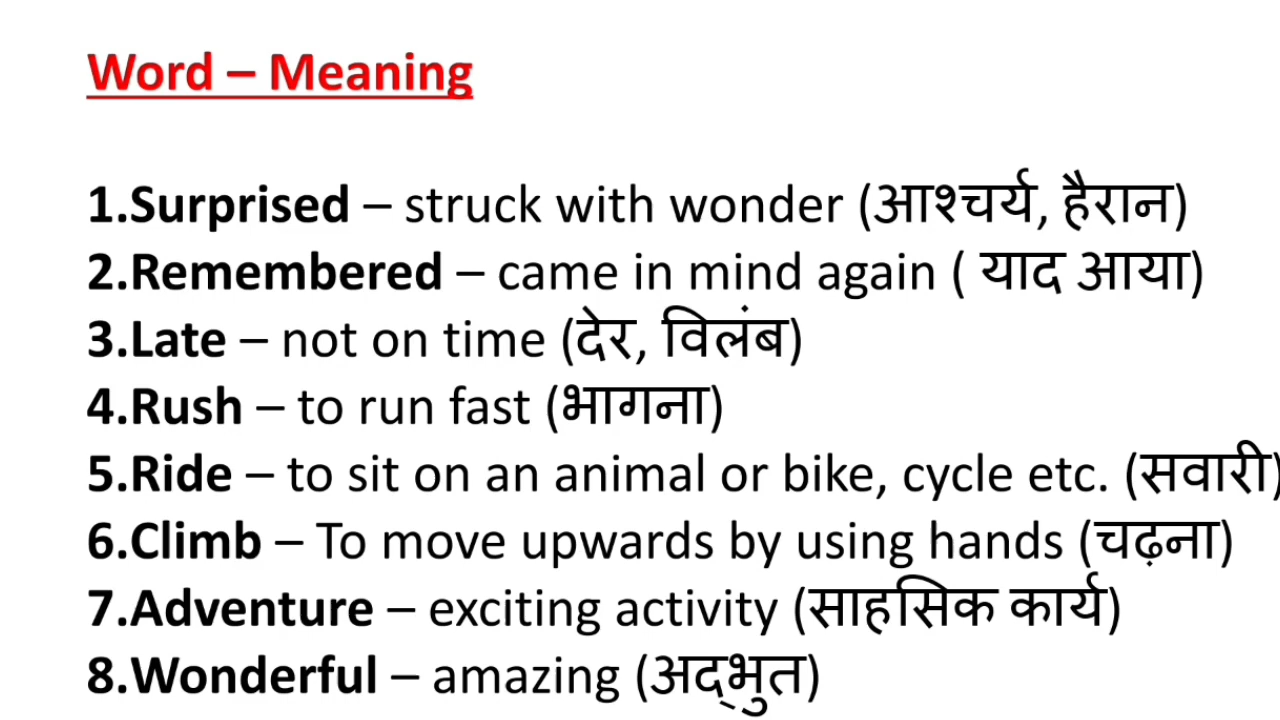 Word – Meaning
1.Surprised – struck with wonder (आश्चर्य, हैरान)
2.Remembered – came in mind again ( याद आया)
3.Late – not on time (देर, विलंब)
4.Rush – to run fast (भागना)
5.Ride – to sit on an animal or bike, cycle etc. (सवारी)
6.Climb – To move upwards by using hands (चढ़ना)
7.Adventure – exciting activity (साहसिक कार्य)
8.Wonderful – amazing (अद्भुत)